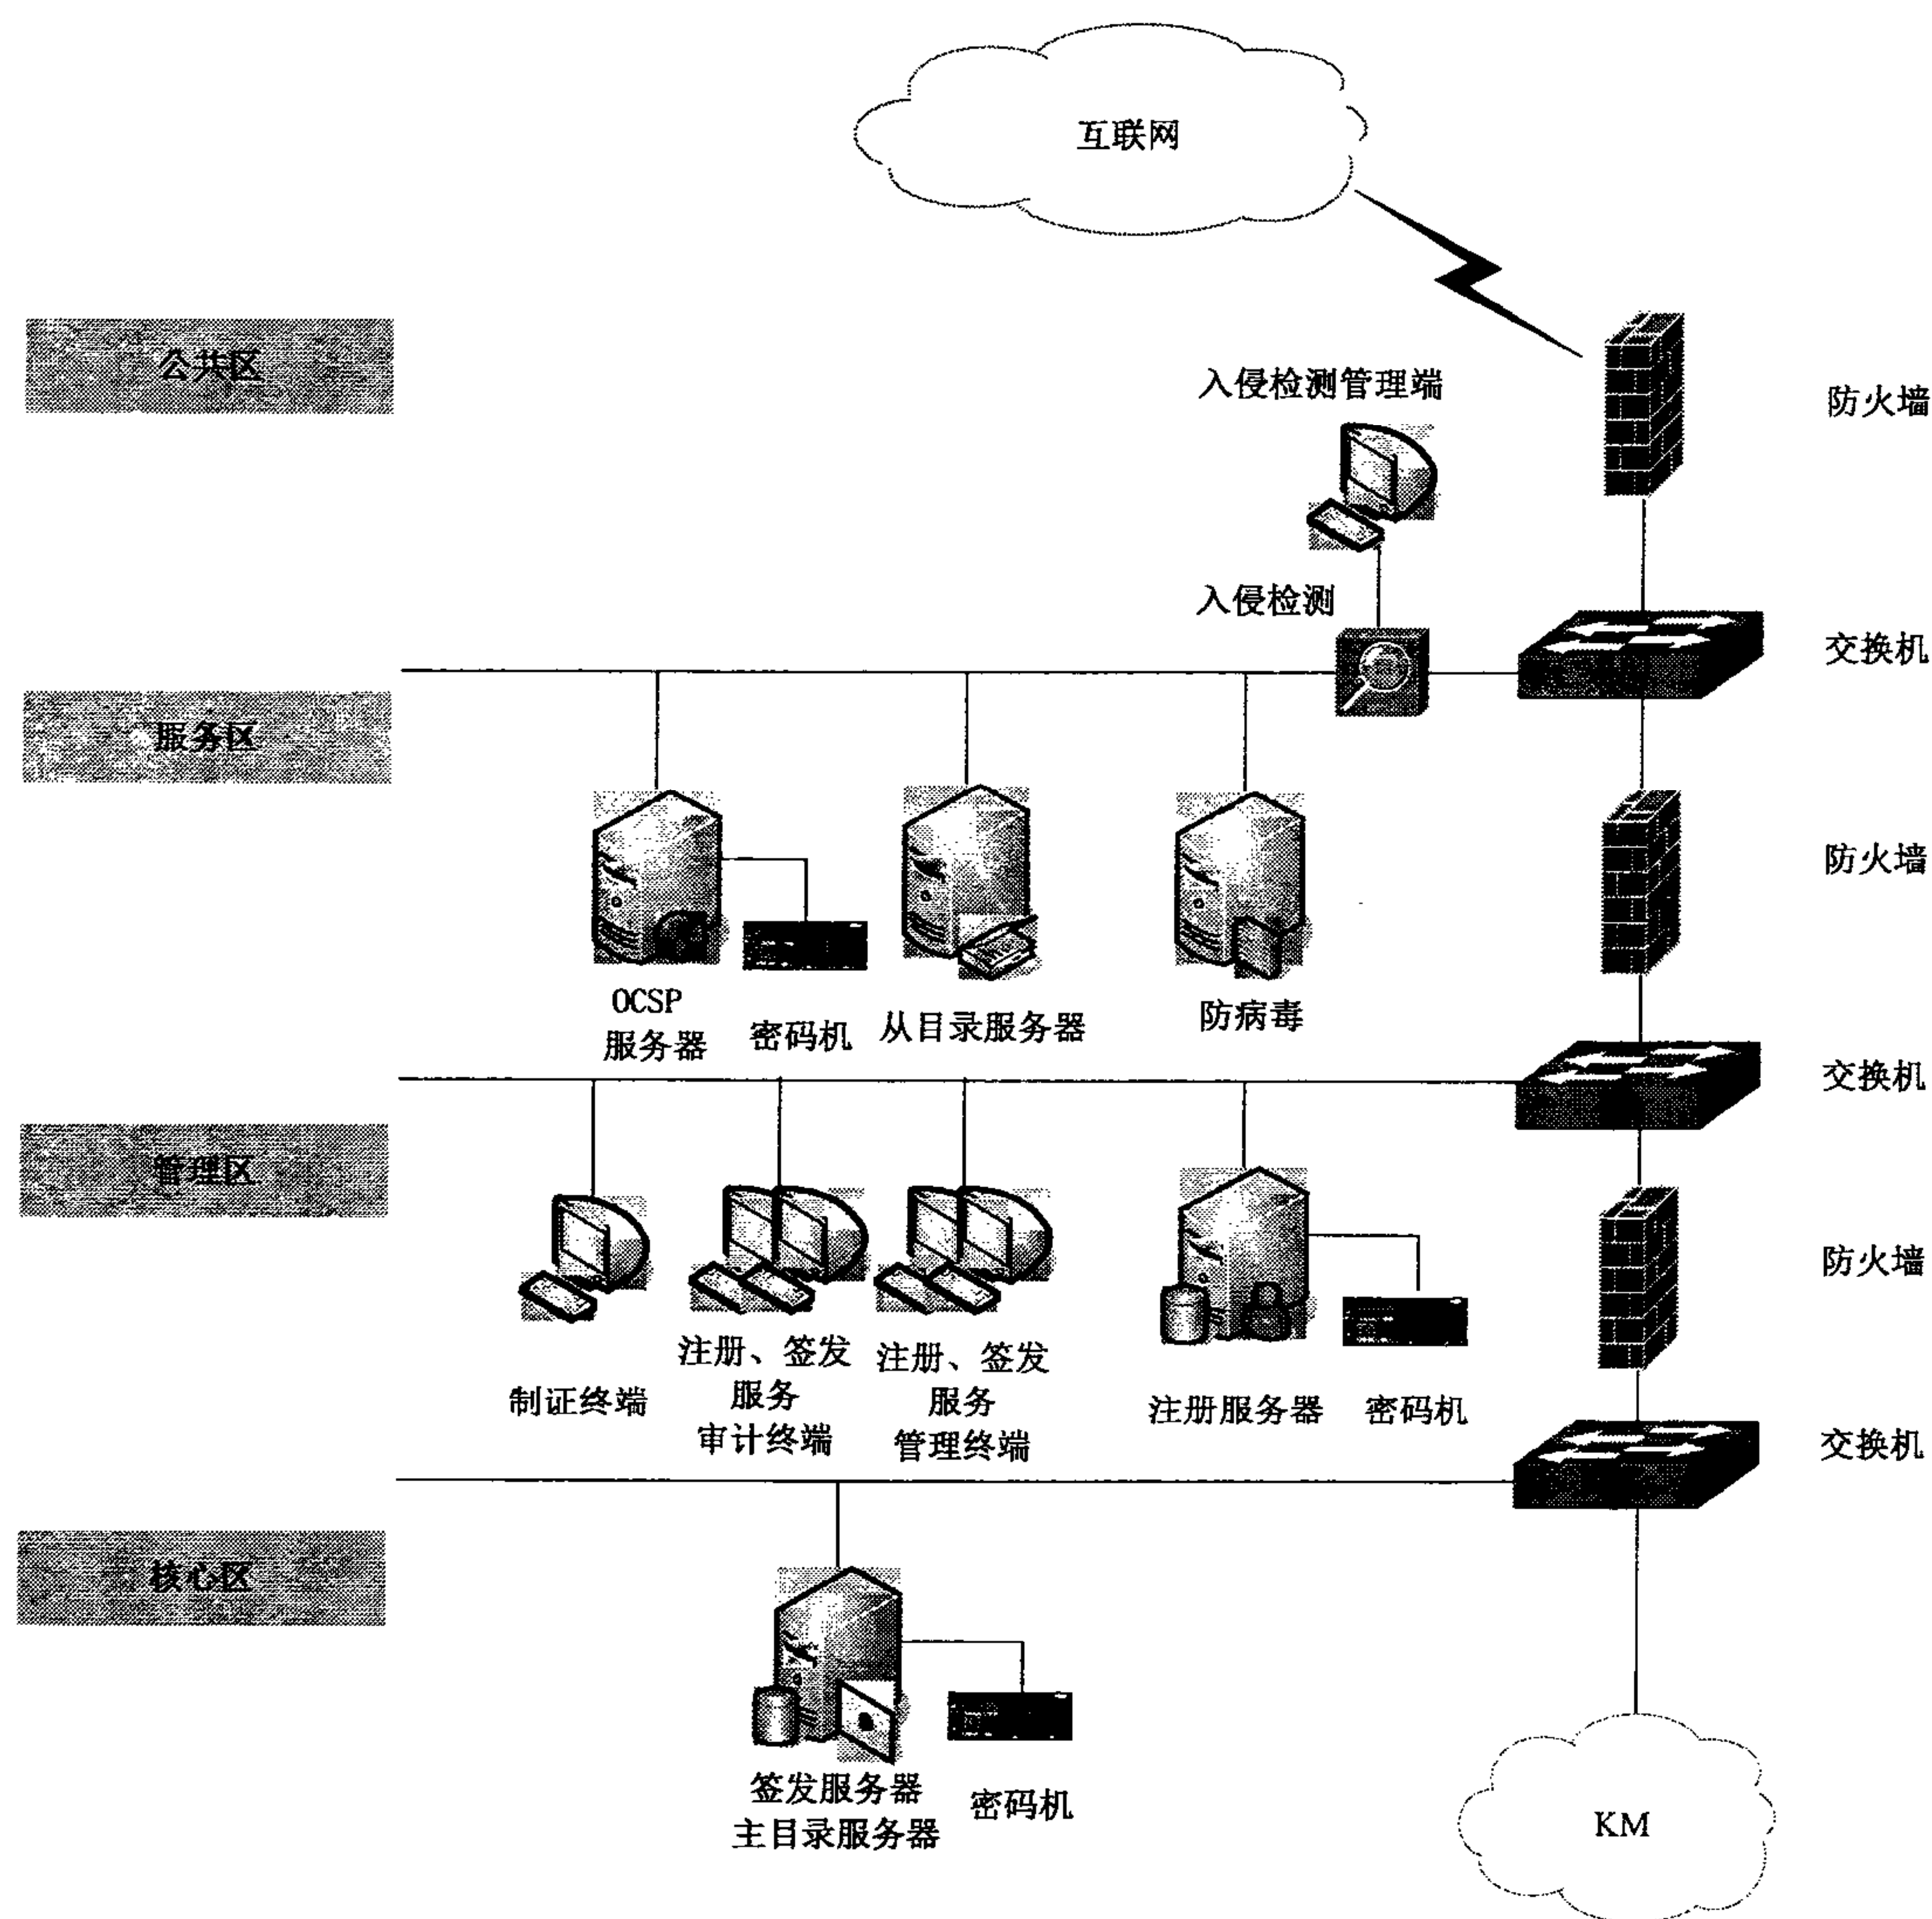 互联网
公共区
入侵检测管理端
防火墙
入侵检测
交换机
服务区
防火墙
OCSP
服务器
密码机
从目录服务器
防病毒
交换机
管理区
防火墙
制证终端
注册、签发
服务
审计终端
注册、签发
服务
管理终端
注册服务器
密码机
交换机
核心区
签发服务器
主目录服务器
密码机
KM